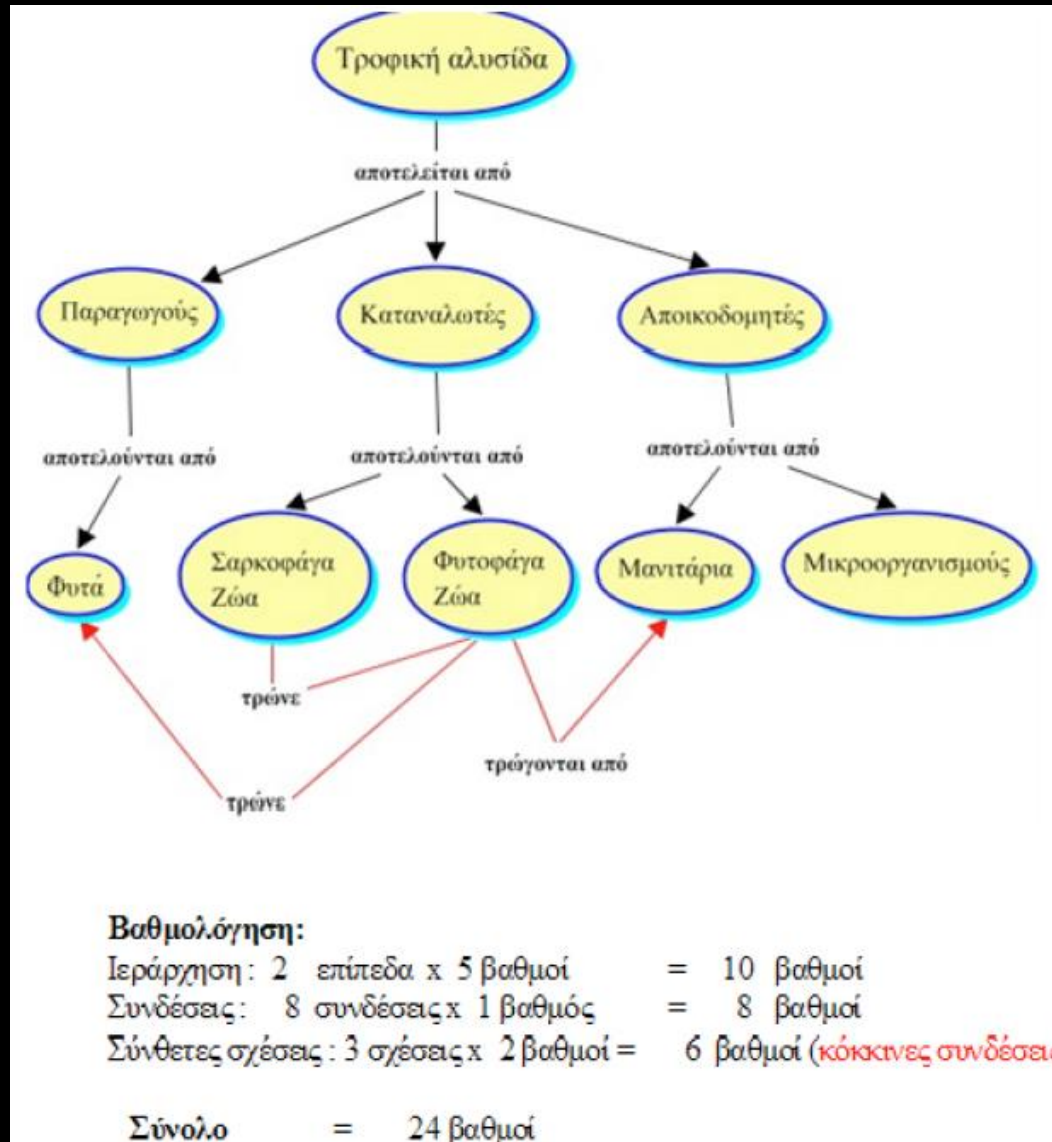 Τροφική αλυσίδα
αποτελείται από
Παραγωγούς
Καταναλωτές
Αποικοδομητές
αποτελούνται από
αποτελούνται από
αποτελούνται από
Φυτά
Σαρκοφάγα
Ζώα
Φυτοφάγα
Ζώα
Μανιτάρια
Μικροοργανισμούς
τρώνε
τρώγονται από
τρώνε
Βαθμολόγηση:
Ιεράρχηση : 2 επίπεδα x 5 βαθμοί = 10 βαθμοί
Συνδέσεις : 8 συνδέσεις x 1 βαθμός = 8 βαθμοί
Σύνθετες σχέσεις : 3 σχέσεις x 2 βαθμοί = 6 βαθμοί (κόκκινες συνδέσεις
Σύνολο = 24 βαθμοί